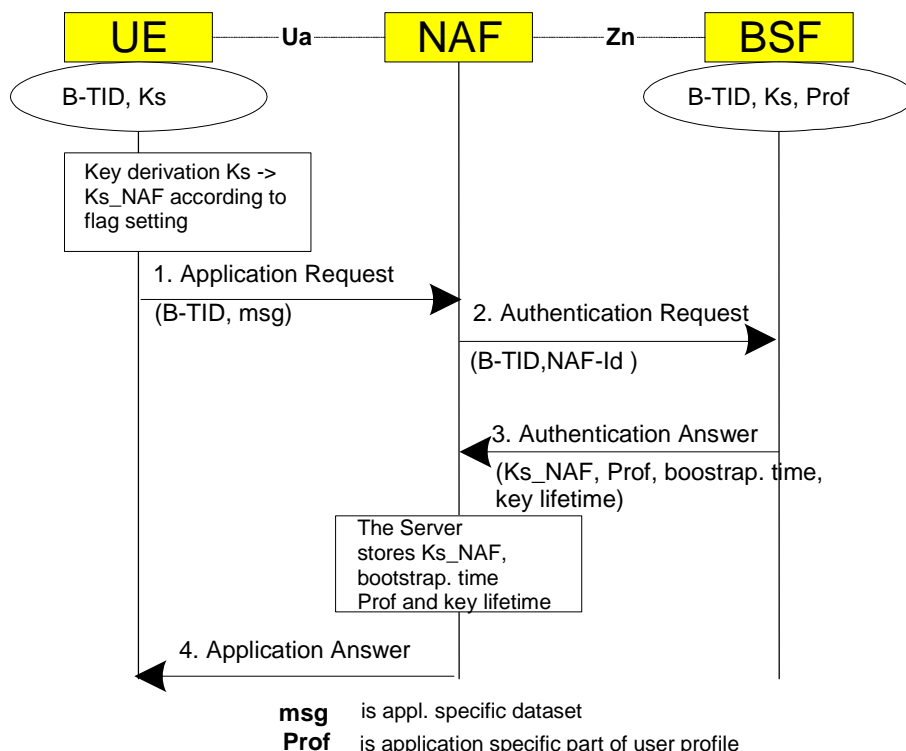 UE Ua NAF Zn BSF
B-TID, Ks
B-TID, Ks, Prof
Key derivation Ks ->
Ks_NAF according to
flag setting
1. Application Request
(B-TID, msg)
2. Authentication Request
(B-TID,NAF-Id )
3. Authentication Answer
(Ks_NAF, Prof, boostrap. time,
key lifetime)
The Server
stores Ks_NAF,
bootstrap. time
Prof and key lifetime
4. Application Answer
msg is appl. specific dataset
Prof is application specific part of user profile